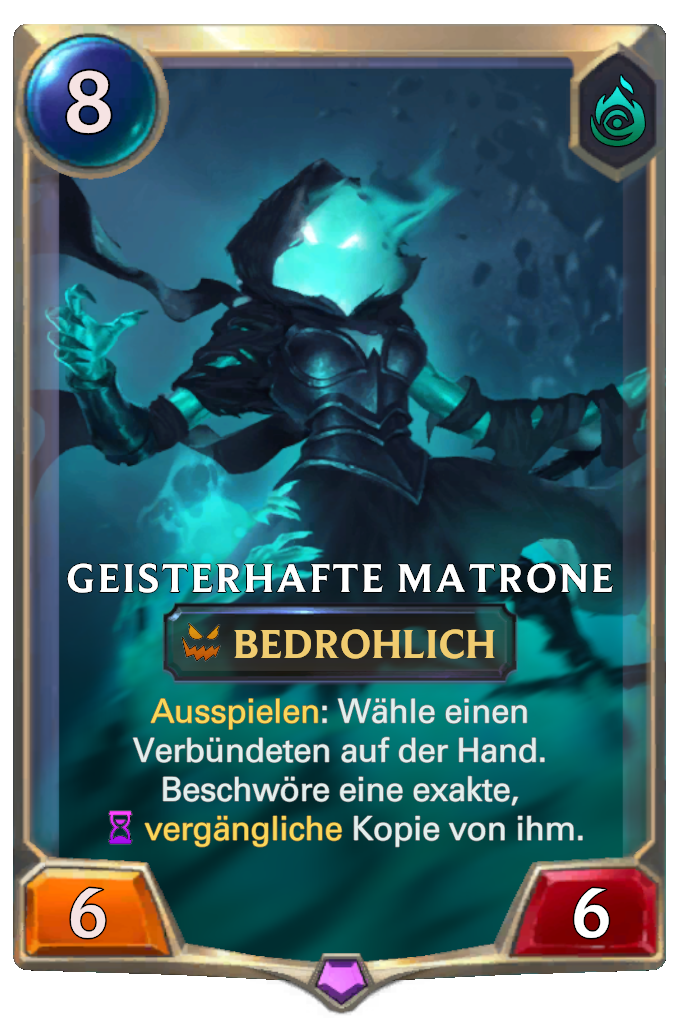 8
GEISTERHAFTE MATRONE
BEDROHLICH
Ausspielen: Wähle einen
Verbündeten auf der Hand.
Beschwöre eine exakte,
vergängliche Kopie von ihm.
6
6